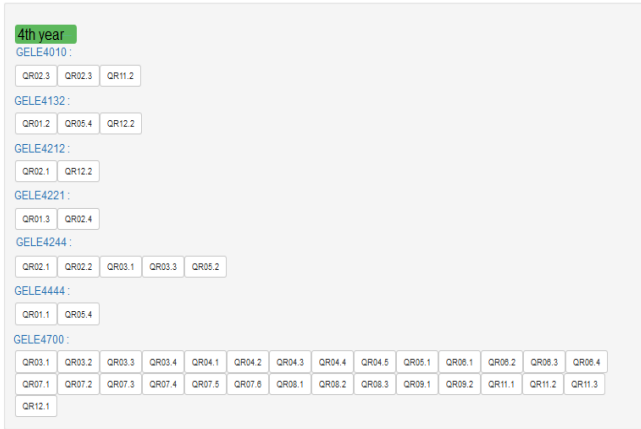 4th year
GELE4010 :
QR02.3 QR02.3 QR11.2
GELE4132 :
QR01.2 QR05.4 QR12.2
GELE4212 :
QR02.1 QR12.2
GELE4221 :
QR01.3 QR02.4
GELE4244 :
QR02.1 QR02.2 QR03.1 QR03.3 QR05.2
GELE4444 :
QR01.1 QR05.4
GELE4700 :
QR03.1 QR03.2 QR03.3 QR03.4 QR04.1 QR04.2 QR04.3 QR04.4 QR04.5 QR05.1 QR06.1 QR06.2 QR06.3 QR06.4
QR07.1 QR07.2 QR07.3 QR07.4 QR07.5 QR07.6 QR08.1 QR08.2 QR08.3 QR09.1 QR09.2 QR11.1 QR11.2 QR11.3
QR12.1